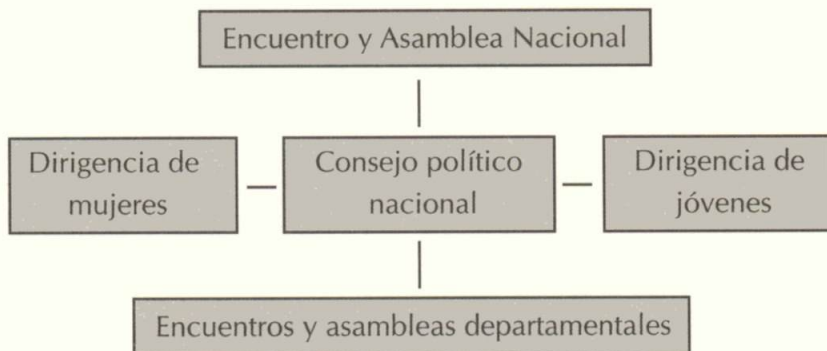 Encuentro y Asamblea Nacional
Dirigencia de
mujeres
Consejo político
nacional
Dirigencia de
jóvenes
Encuentros y asambleas departamentales